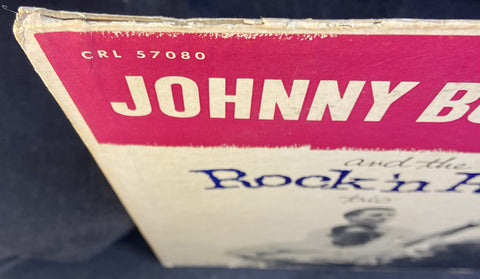 CRL 57080
JOHNNY
and the
Rock 'n
trio